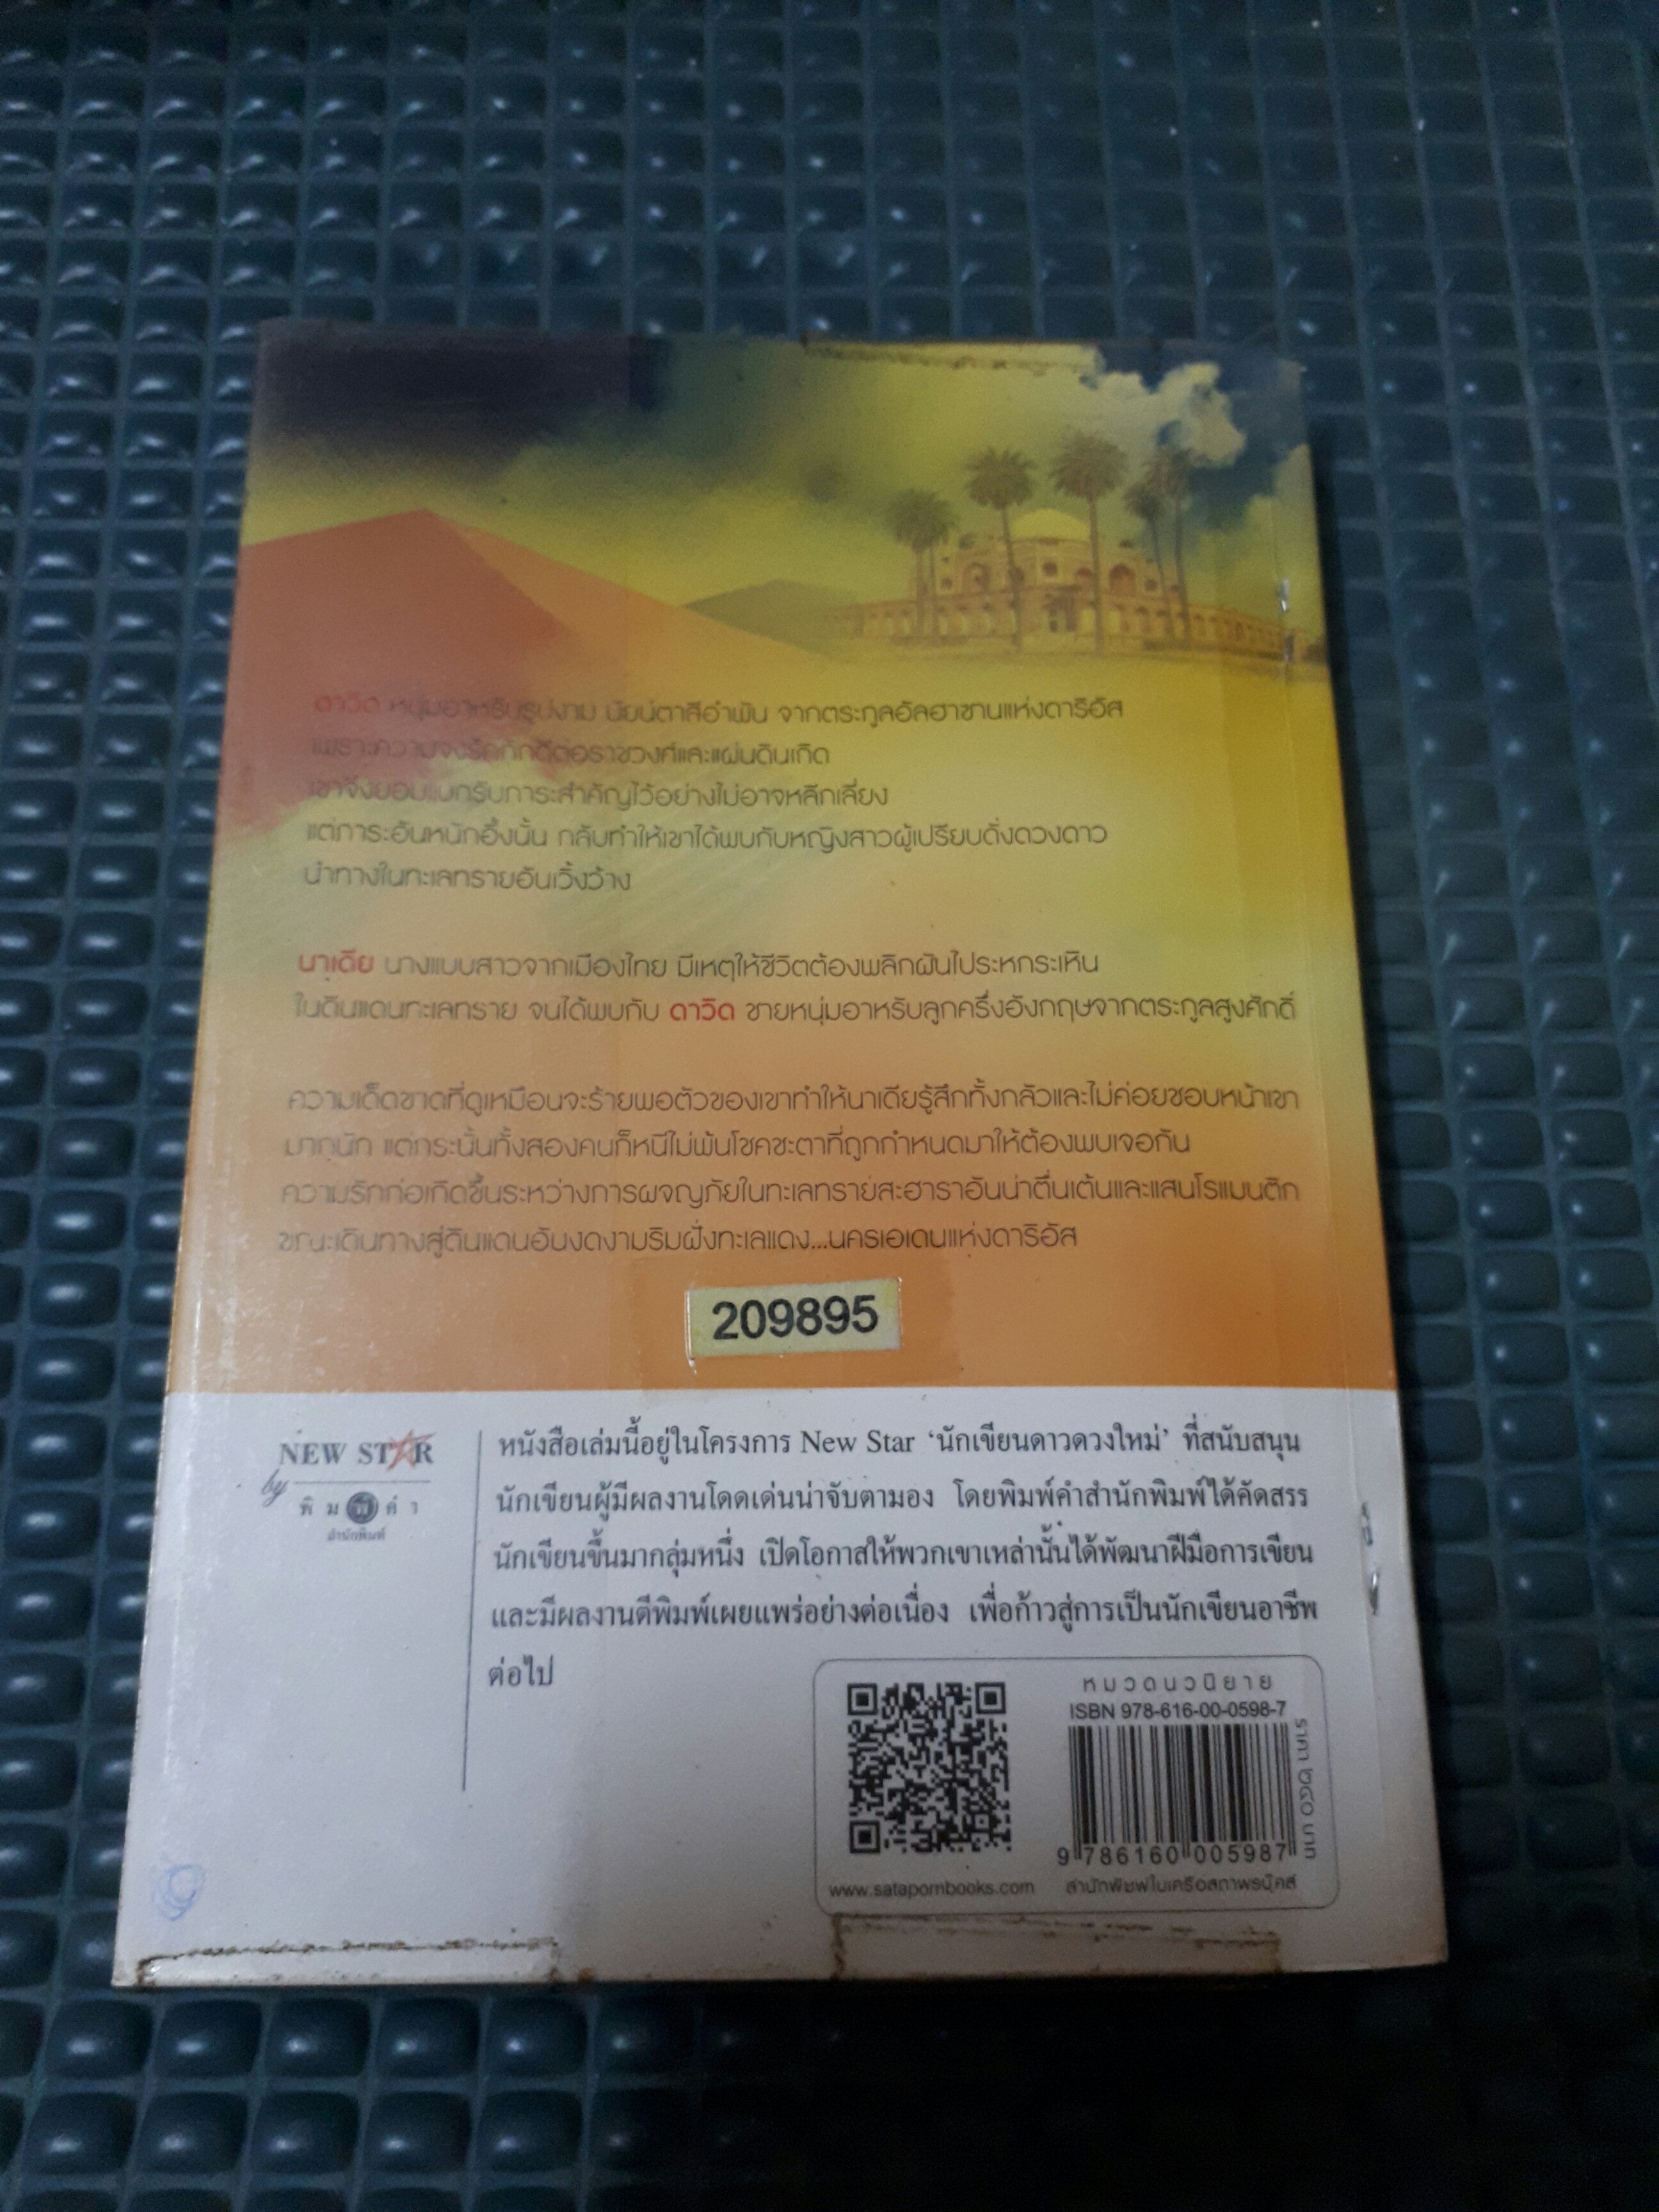 ดาวิด หนุ่มอาหรับรูปงาม นัยน์ตาสีอำพัน จากตระกูลอัลฮาซานแห่งดาริอัส
เพราะความจงรักภักดีต่อราชวงศ์และแผ่นดินเกิด
เขาจึงยอมแบกรับภาระสำคัญไว้อย่างไม่อาจหลีกเลี่ยง
แต่ภาระอันหนักอึ้งนั้น กลับทำให้เขาได้พบกับหญิงสาวผู้เปรียบดั่งดวงดาว
นำทางในทะเลทรายอันเวิ้งว้าง
นาเดีย นางแบบสาวจากเมืองไทย มีเหตุให้ชีวิตต้องพลิกผันไประหกระเหิน
ในดินแดนทะเลทราย จนได้พบกับ ดาวิด ชายหนุ่มอาหรับลูกครึ่งอังกฤษจากตระกูลสูงศักดิ์
ความเด็ดขาดที่ดูเหมือนจะร้ายพอตัวของเขาทำให้นาเดียรู้สึกทั้งกลัวและไม่ค่อยชอบหน้าเขา
มากนัก แต่กระนั้นทั้งสองคนก็หนีไม่พ้นโชคชะตาที่ถูกกำหนดมาให้ต้องพบเจอกัน
ความรักก่อเกิดขึ้นระหว่างการผจญภัยในทะเลทรายสะฮาราอันน่าตื่นเต้นและแสนโรแมนติก
ขณะเดินทางสู่ดินแดนอันงดงามริมฝั่งทะเลแดง...นครเอเดนแห่งดาริอัส
209895
NEW STAR
by
พิมพ์คำ
สำนักพิมพ์
หนังสือเล่มนี้อยู่ในโครงการ New Star ‘นักเขียนดาวดวงใหม่’ ที่สนับสนุน
นักเขียนผู้มีผลงานโดดเด่นน่าจับตามอง โดยพิมพ์คำสำนักพิมพ์ได้คัดสรร
นักเขียนขึ้นมากลุ่มหนึ่ง เปิดโอกาสให้พวกเขาเหล่านั้นได้พัฒนาฝีมือการเขียน
และมีผลงานตีพิมพ์เผยแพร่อย่างต่อเนื่อง เพื่อก้าวสู่การเป็นนักเขียนอาชีพ
ต่อไป
หมวดนวนิยาย
ISBN 978-616-00-0598-7
9 786160 005987
www.satapornbooks.com
สำนักพิมพ์ในเครือสถาพรบุ๊คส์
ราคา บาท